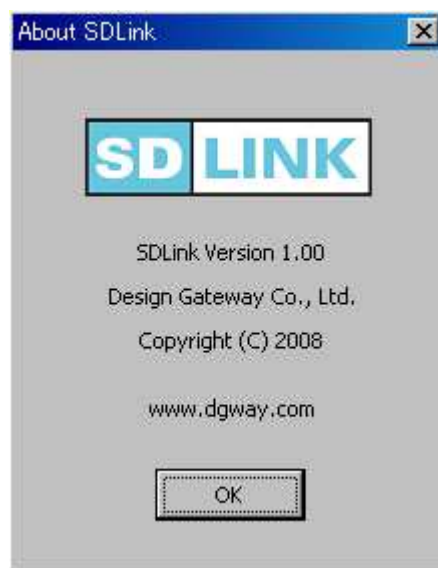 About SDLink
SD LINK
SDLink Version 1.00
Design Gateway Co., Ltd.
Copyright (C) 2008
www.dgway.com
OK